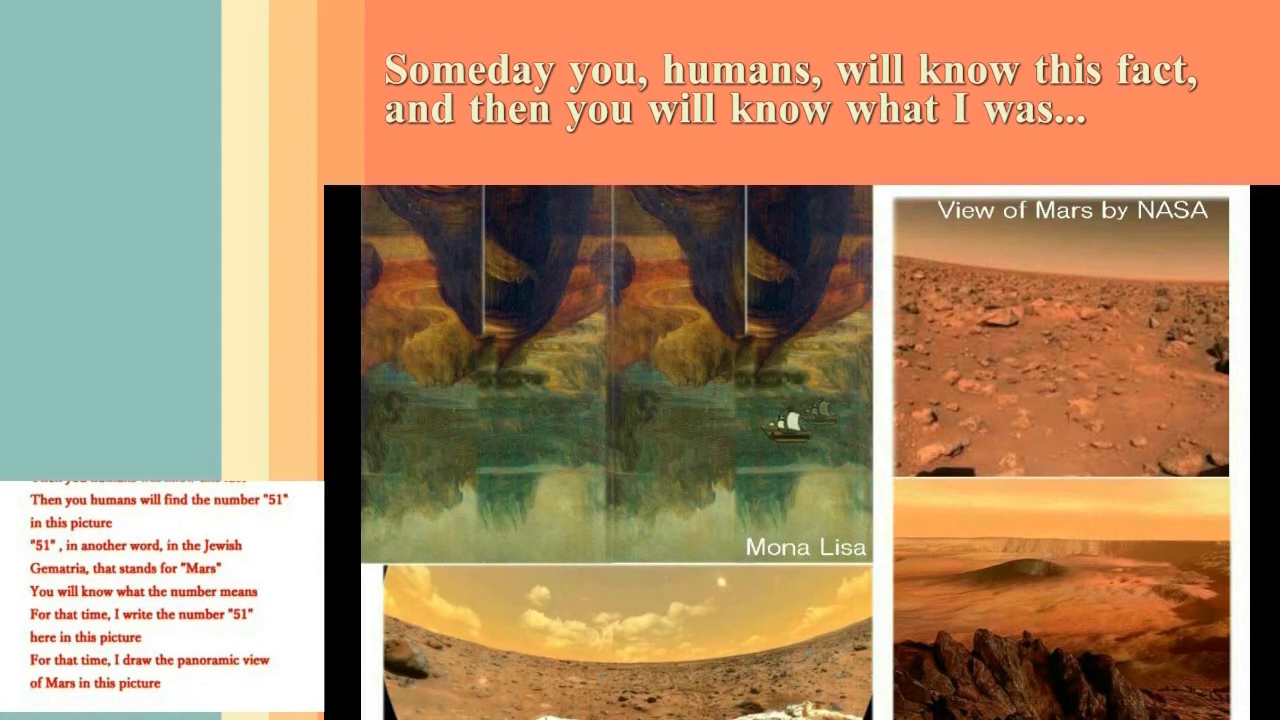 Someday you, humans, will know this fact,
and then you will know what I was...
View of Mars by NASA
Mona Lisa
Then you humans will find the number "51"
in this picture
"51" , in another word, in the Jewish
Gematria, that stands for "Mars"
You will know what the number means
For that time, I write the number "51"
here in this picture
For that time, I draw the panoramic view
of Mars in this picture